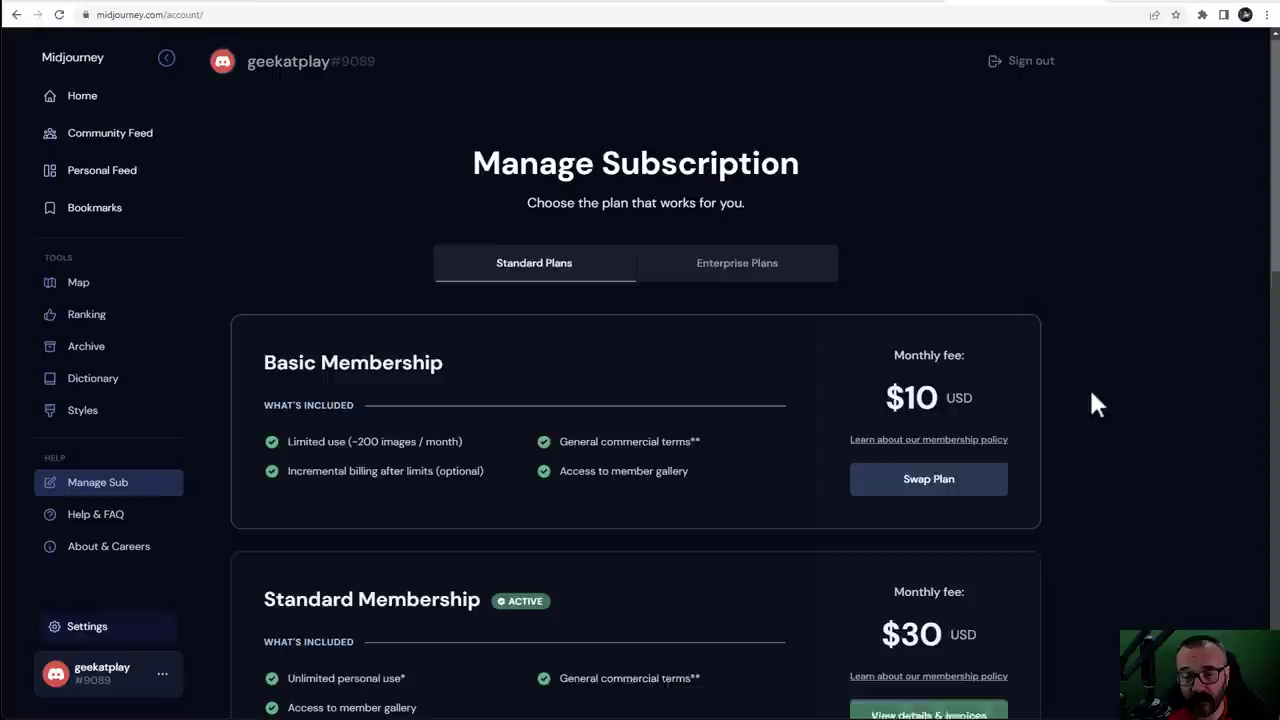 midjourney.com/account/
Midjourney
geekatplay#9089
Sign out
Home
Community Feed
Personal Feed
Bookmarks
TOOLS
Map
Ranking
Archive
Dictionary
Styles
HELP
Manage Sub
Help & FAQ
About & Careers
Settings
geekatplay
#9089
Manage Subscription
Choose the plan that works for you.
Standard Plans
Enterprise Plans
Basic Membership
WHAT'S INCLUDED
Limited use (~200 images / month)
General commercial terms**
Incremental billing after limits (optional)
Access to member gallery
Monthly fee:
$10 USD
Learn about our membership policy
Swap Plan
Standard Membership ACTIVE
WHAT'S INCLUDED
Unlimited personal use*
General commercial terms**
Access to member gallery
Monthly fee:
$30 USD
Learn about our membership policy
View details & invoices